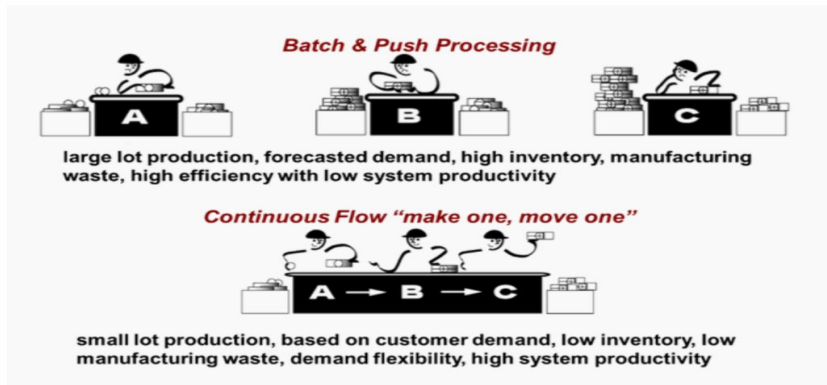 Batch & Push Processing
A
B
C
large lot production, forecasted demand, high inventory, manufacturing
waste, high efficiency with low system productivity
Continuous Flow “make one, move one”
A → B → C
small lot production, based on customer demand, low inventory, low
manufacturing waste, demand flexibility, high system productivity